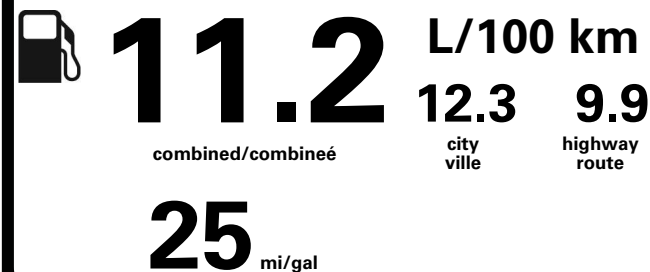 11.2 L/100 km
12.3 9.9
combined/combineé
city highway
ville route
25 mi/gal